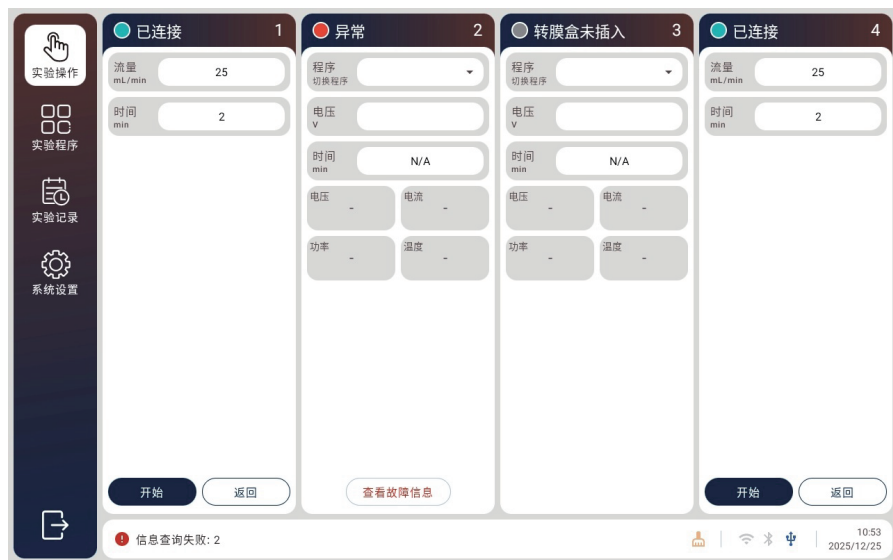 实验操作
实验程序
实验记录
系统设置
已连接 1
流量
mL/min
25
时间
min
2
开始
返回
异常 2
程序
切换程序
电压
V
时间
min
N/A
电压
-
电流
-
功率
-
温度
-
查看故障信息
转膜盒未插入 3
程序
切换程序
电压
V
时间
min
N/A
电压
-
电流
-
功率
-
温度
-
已连接 4
流量
mL/min
25
时间
min
2
开始
返回
信息查询失败: 2
10:53
2025/12/25